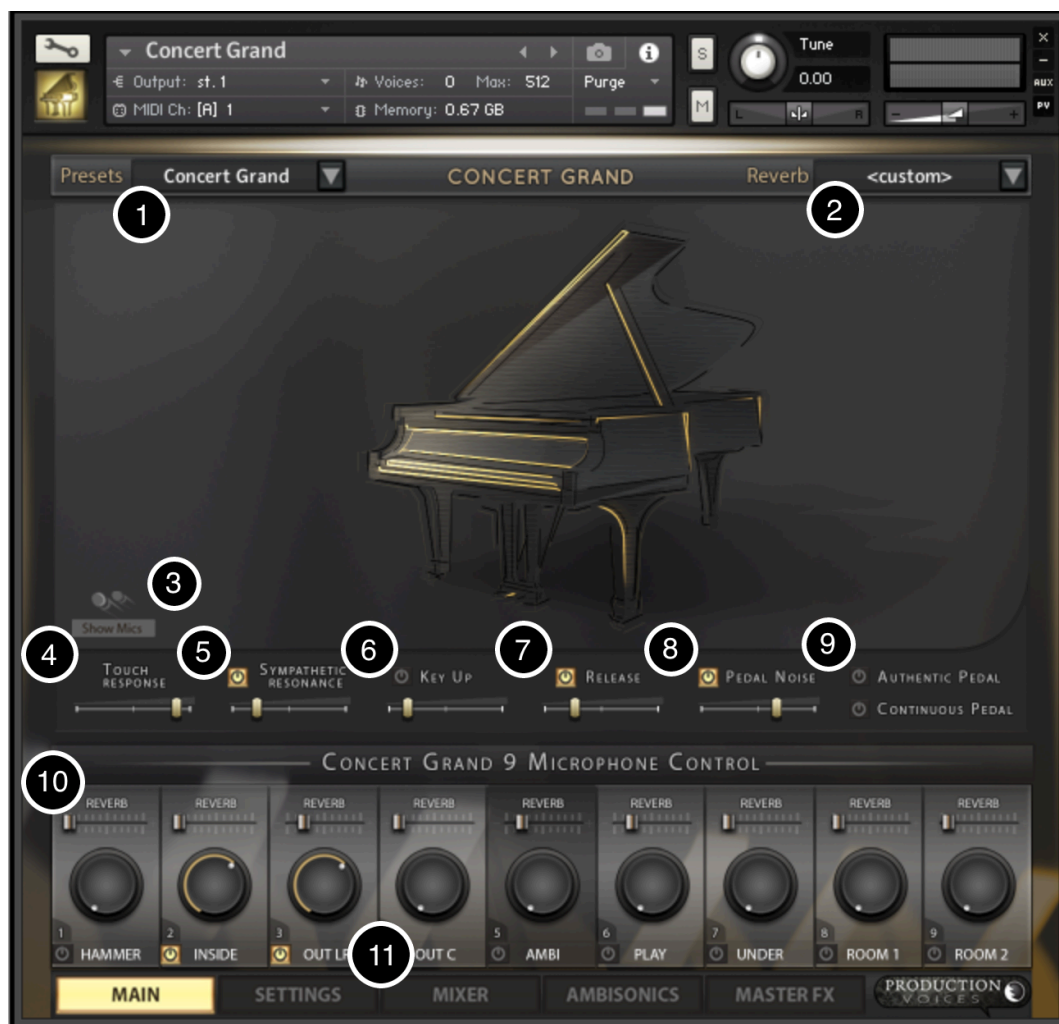 Concert Grand
S
Tune
×
Output: st. 1
Voices: 0 Max: 512
Purge
0.00
−
AUX
MIDI Ch: [A] 1
Memory: 0.67 GB
M
L
R
−
+
PV
Presets
Concert Grand
CONCERT GRAND
Reverb
<custom>
1
2
3
Show Mics
4
5
6
7
8
9
TOUCH
RESPONSE
SYMPATHETIC
RESONANCE
KEY UP
RELEASE
PEDAL NOISE
AUTHENTIC PEDAL
CONTINUOUS PEDAL
CONCERT GRAND 9 MICROPHONE CONTROL
10
REVERB REVERB REVERB REVERB REVERB REVERB REVERB REVERB REVERB
1 2 3 5 6 7 8 9
HAMMER INSIDE OUT LR OUT C AMBI PLAY UNDER ROOM 1 ROOM 2
11
MAIN SETTINGS MIXER AMBISONICS MASTER FX
PRODUCTION
VOICES